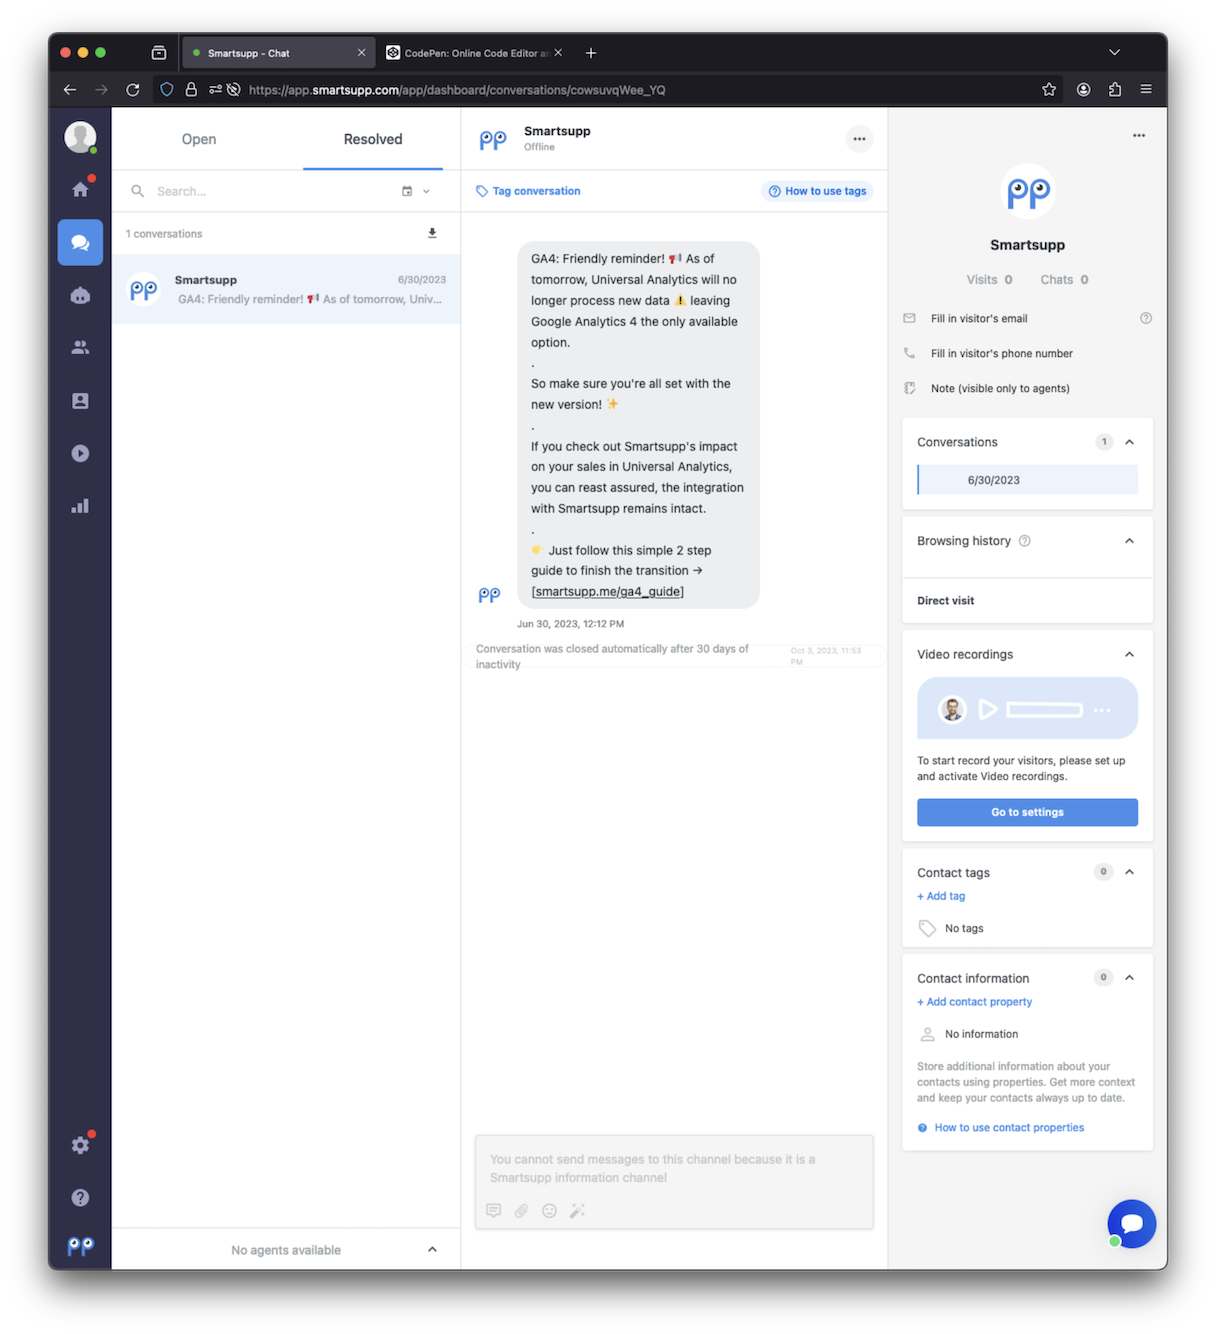 Smartsupp - Chat
CodePen: Online Code Editor an
https://app.smartsupp.com/app/dashboard/conversations/cowsuvqWee_YQ
Open
Resolved
Search...
1 conversations
Smartsupp
6/30/2023
GA4: Friendly reminder! 📢 As of tomorrow, Univ...
No agents available
Smartsupp
Offline
Tag conversation
How to use tags
GA4: Friendly reminder! 📢 As of
tomorrow, Universal Analytics will no
longer process new data ⚠️ leaving
Google Analytics 4 the only available
option.
.
So make sure you're all set with the
new version! ✨
.
If you check out Smartsupp's impact
on your sales in Universal Analytics,
you can reast assured, the integration
with Smartsupp remains intact.
.
👉 Just follow this simple 2 step
guide to finish the transition →
[smartsupp.me/ga4_guide]
Jun 30, 2023, 12:12 PM
Conversation was closed automatically after 30 days of
inactivity
Oct 3, 2023, 11:53
PM
You cannot send messages to this channel because it is a
Smartsupp information channel
Smartsupp
Visits 0
Chats 0
Fill in visitor's email
Fill in visitor's phone number
Note (visible only to agents)
Conversations
1
6/30/2023
Browsing history
Direct visit
Video recordings
To start record your visitors, please set up
and activate Video recordings.
Go to settings
Contact tags
0
+ Add tag
No tags
Contact information
0
+ Add contact property
No information
Store additional information about your
contacts using properties. Get more context
and keep your contacts always up to date.
How to use contact properties